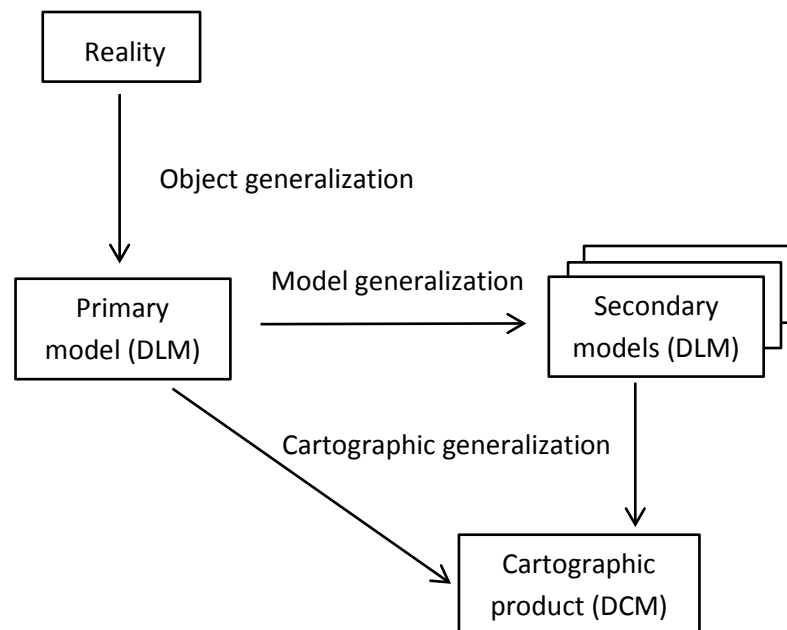 Reality
Object generalization
Model generalization
Primary
model (DLM)
Secondary
models (DLM)
Cartographic generalization
Cartographic
product (DCM)